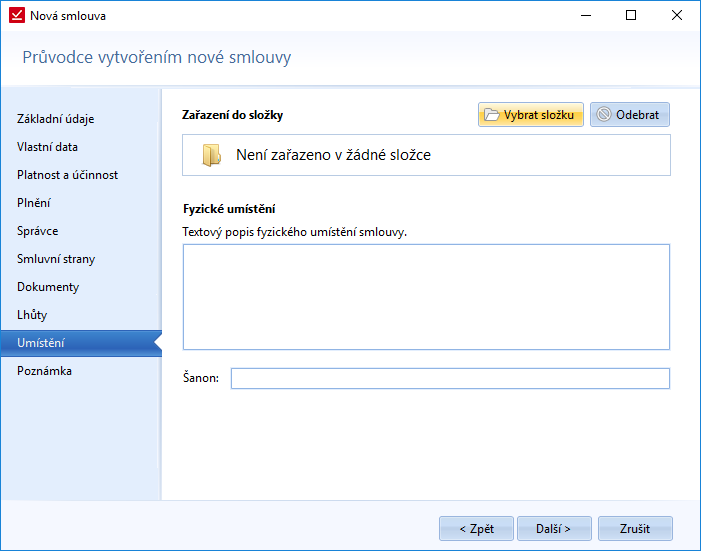 Nová smlouva
Průvodce vytvořením nové smlouvy
Základní údaje
Vlastní data
Platnost a účinnost
Plnění
Správce
Smluvní strany
Dokumenty
Lhůty
Umístění
Poznámka
Zařazení do složky
Vybrat složku
Odebrat
Není zařazeno v žádné složce
Fyzické umístění
Textový popis fyzického umístění smlouvy.
Šanon:
< Zpět
Další >
Zrušit